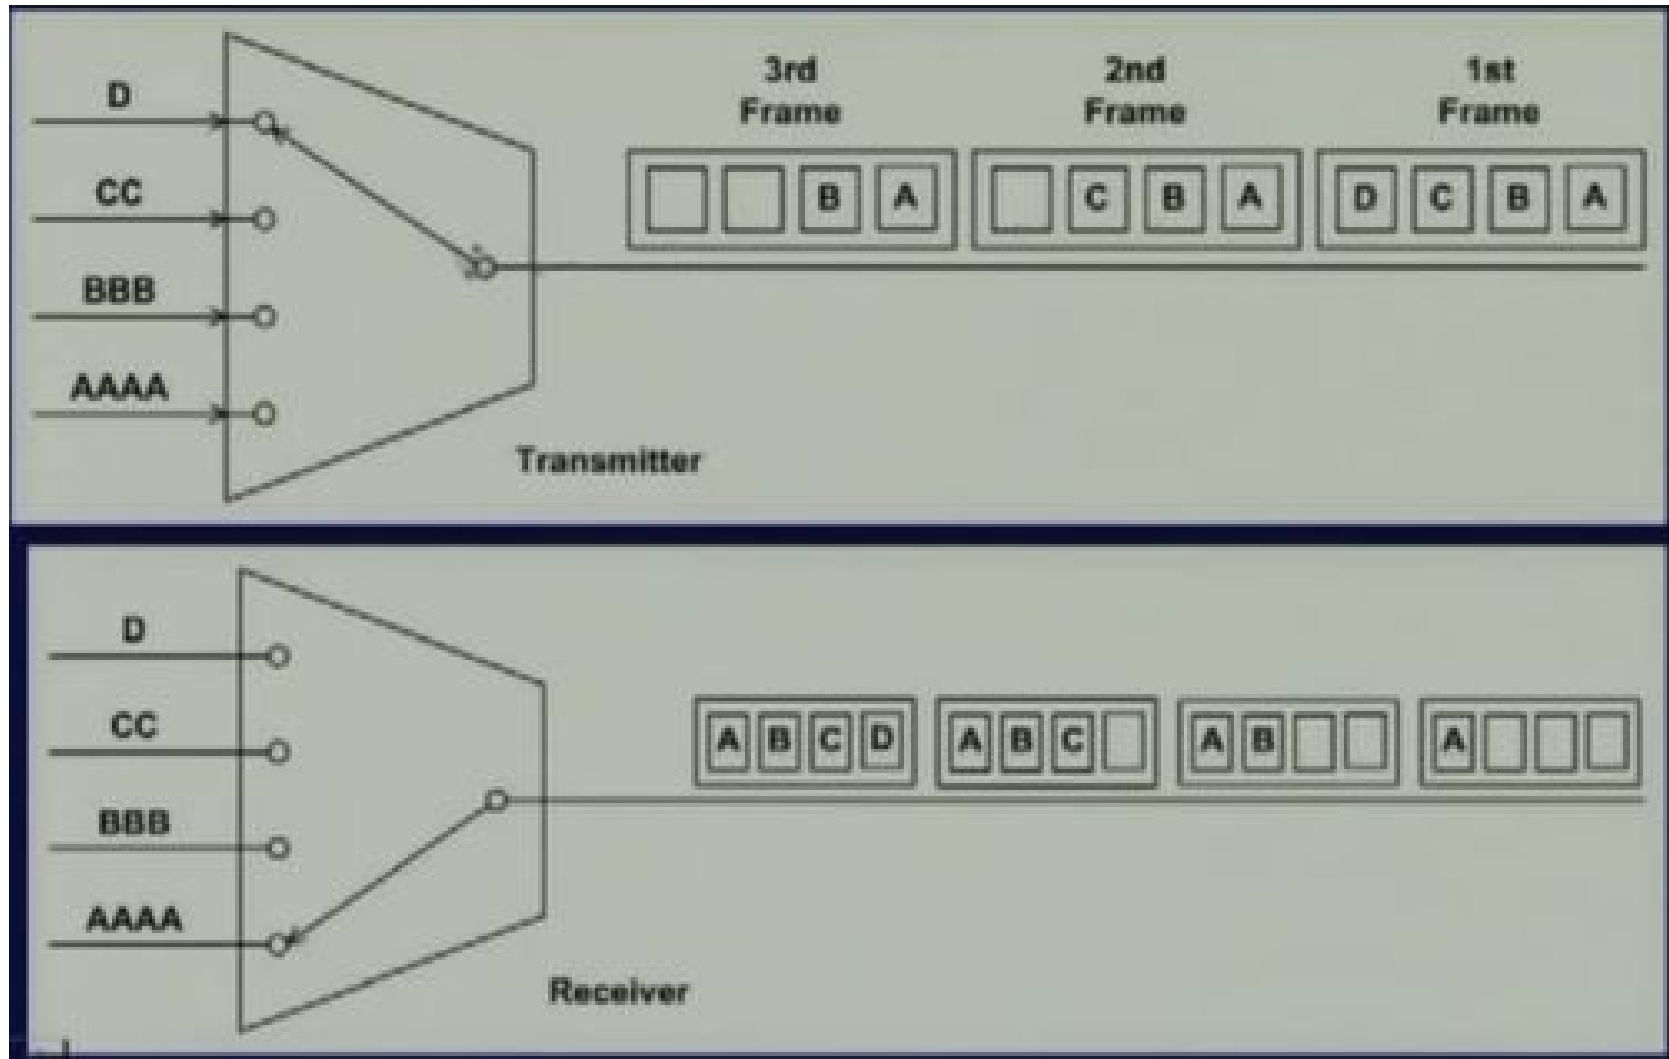 3rd Frame
2nd Frame
1st Frame
D
CC
BBB
AAAA
B A
C B A
D C B A
Transmitter
D
CC
BBB
AAAA
A B C D
A B C
A B
A
Receiver